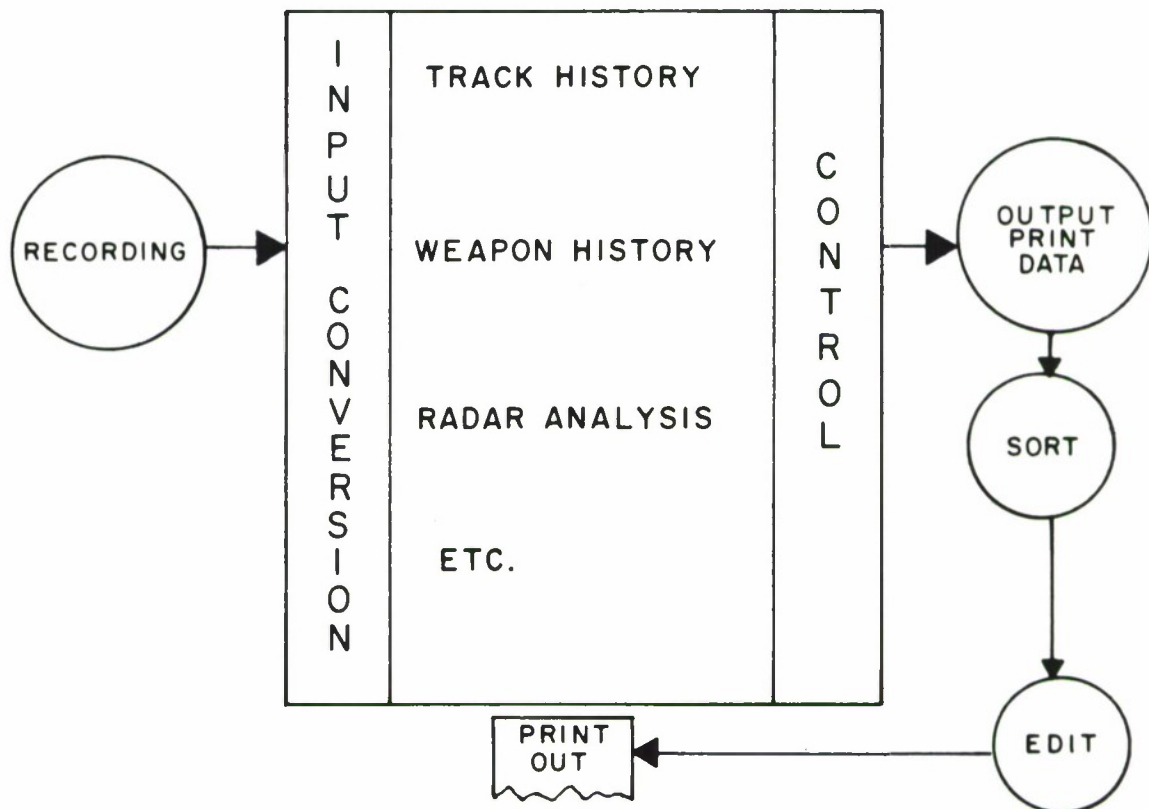 RECORDING
INPUT CONVERSION
TRACK HISTORY
WEAPON HISTORY
RADAR ANALYSIS
ETC.
CONTROL
OUTPUT
PRINT
DATA
SORT
EDIT
PRINT
OUT